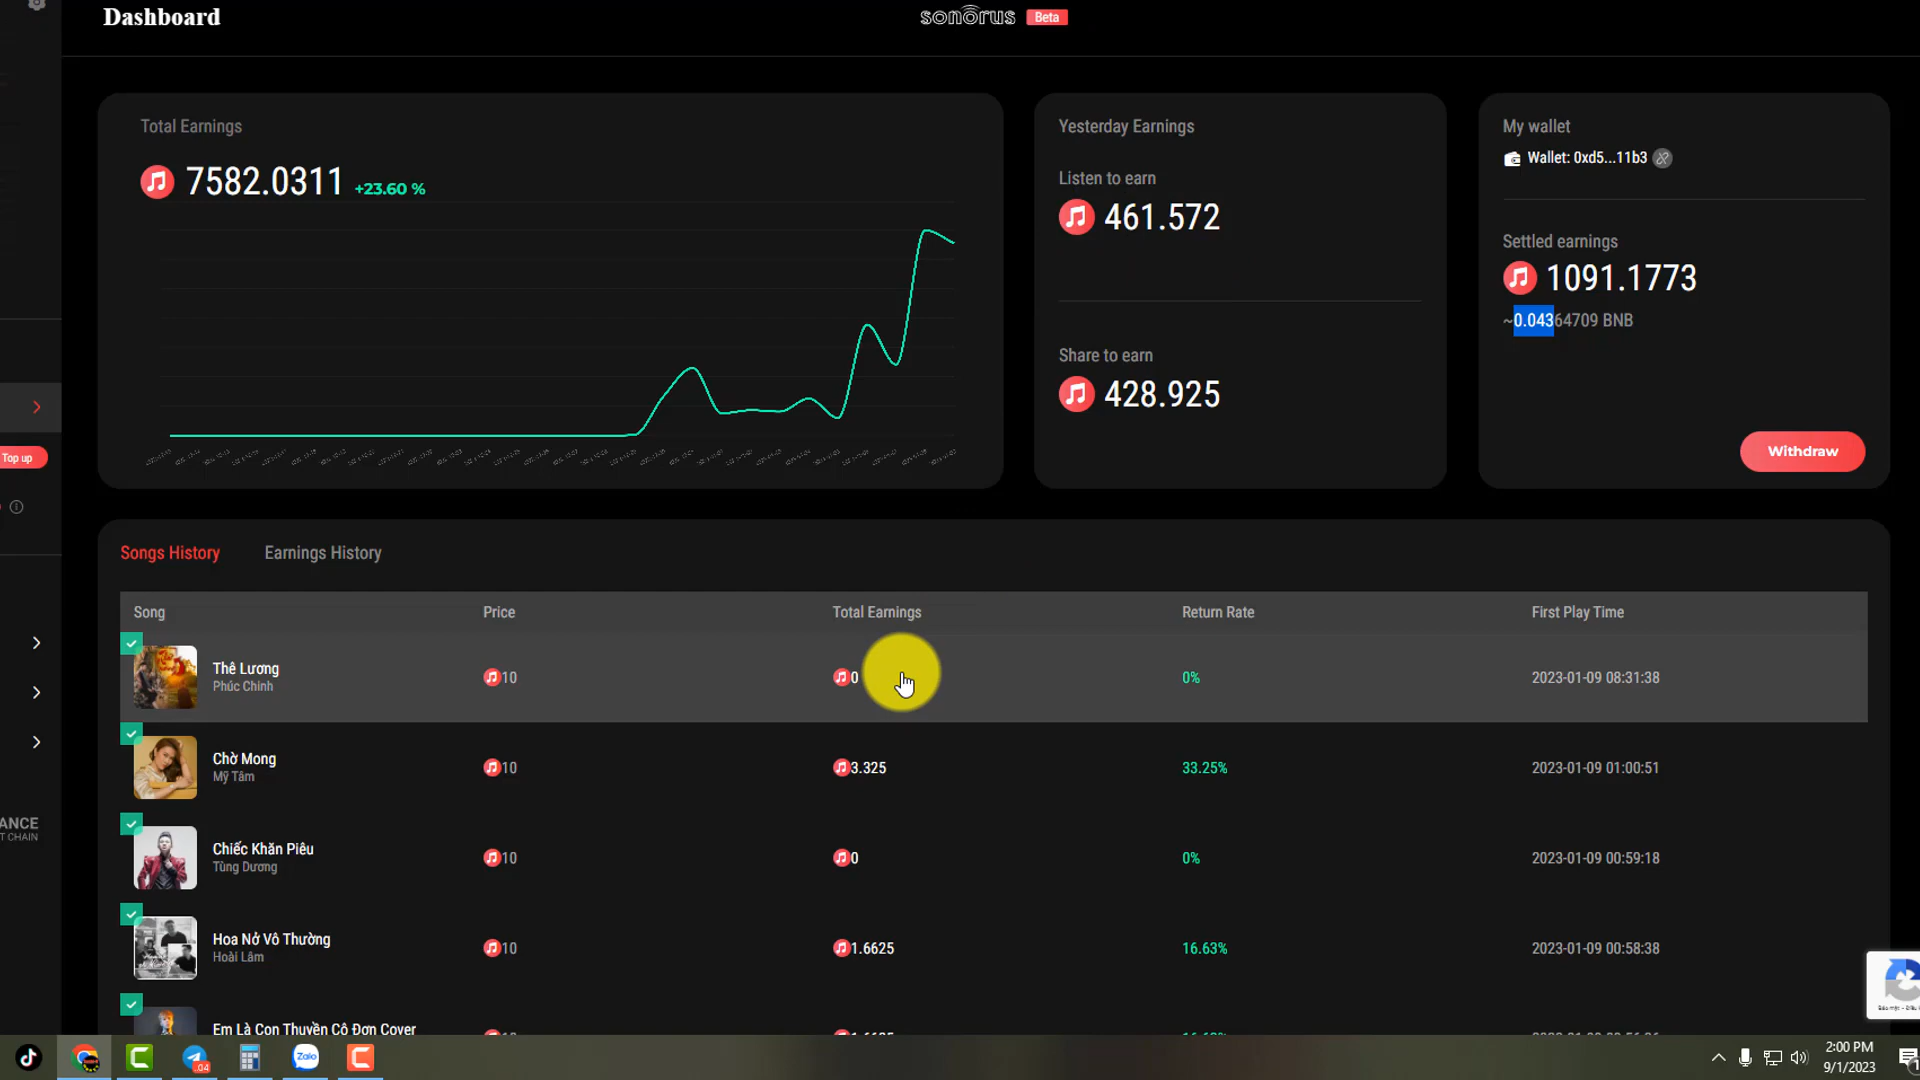 Dashboard
sonorus Beta
Total Earnings
7582.0311 +23.60 %
Yesterday Earnings
Listen to earn
461.572
Share to earn
428.925
My wallet
Wallet: 0xd5...11b3
Settled earnings
1091.1773
~0.04364709 BNB
Withdraw
Top up
ANCE
T CHAIN
Songs History Earnings History
Song Price Total Earnings Return Rate First Play Time
Thê Lương
Phúc Chinh
10 0 0% 2023-01-09 08:31:38
Chờ Mong
Mỹ Tâm
10 3.325 33.25% 2023-01-09 01:00:51
Chiếc Khăn Piêu
Tùng Dương
10 0 0% 2023-01-09 00:59:18
Hoa Nở Vô Thường
Hoài Lâm
10 1.6625 16.63% 2023-01-09 00:58:38
Em Là Con Thuyền Cô Đơn Cover
Zalo
.04
2:00 PM
9/1/2023